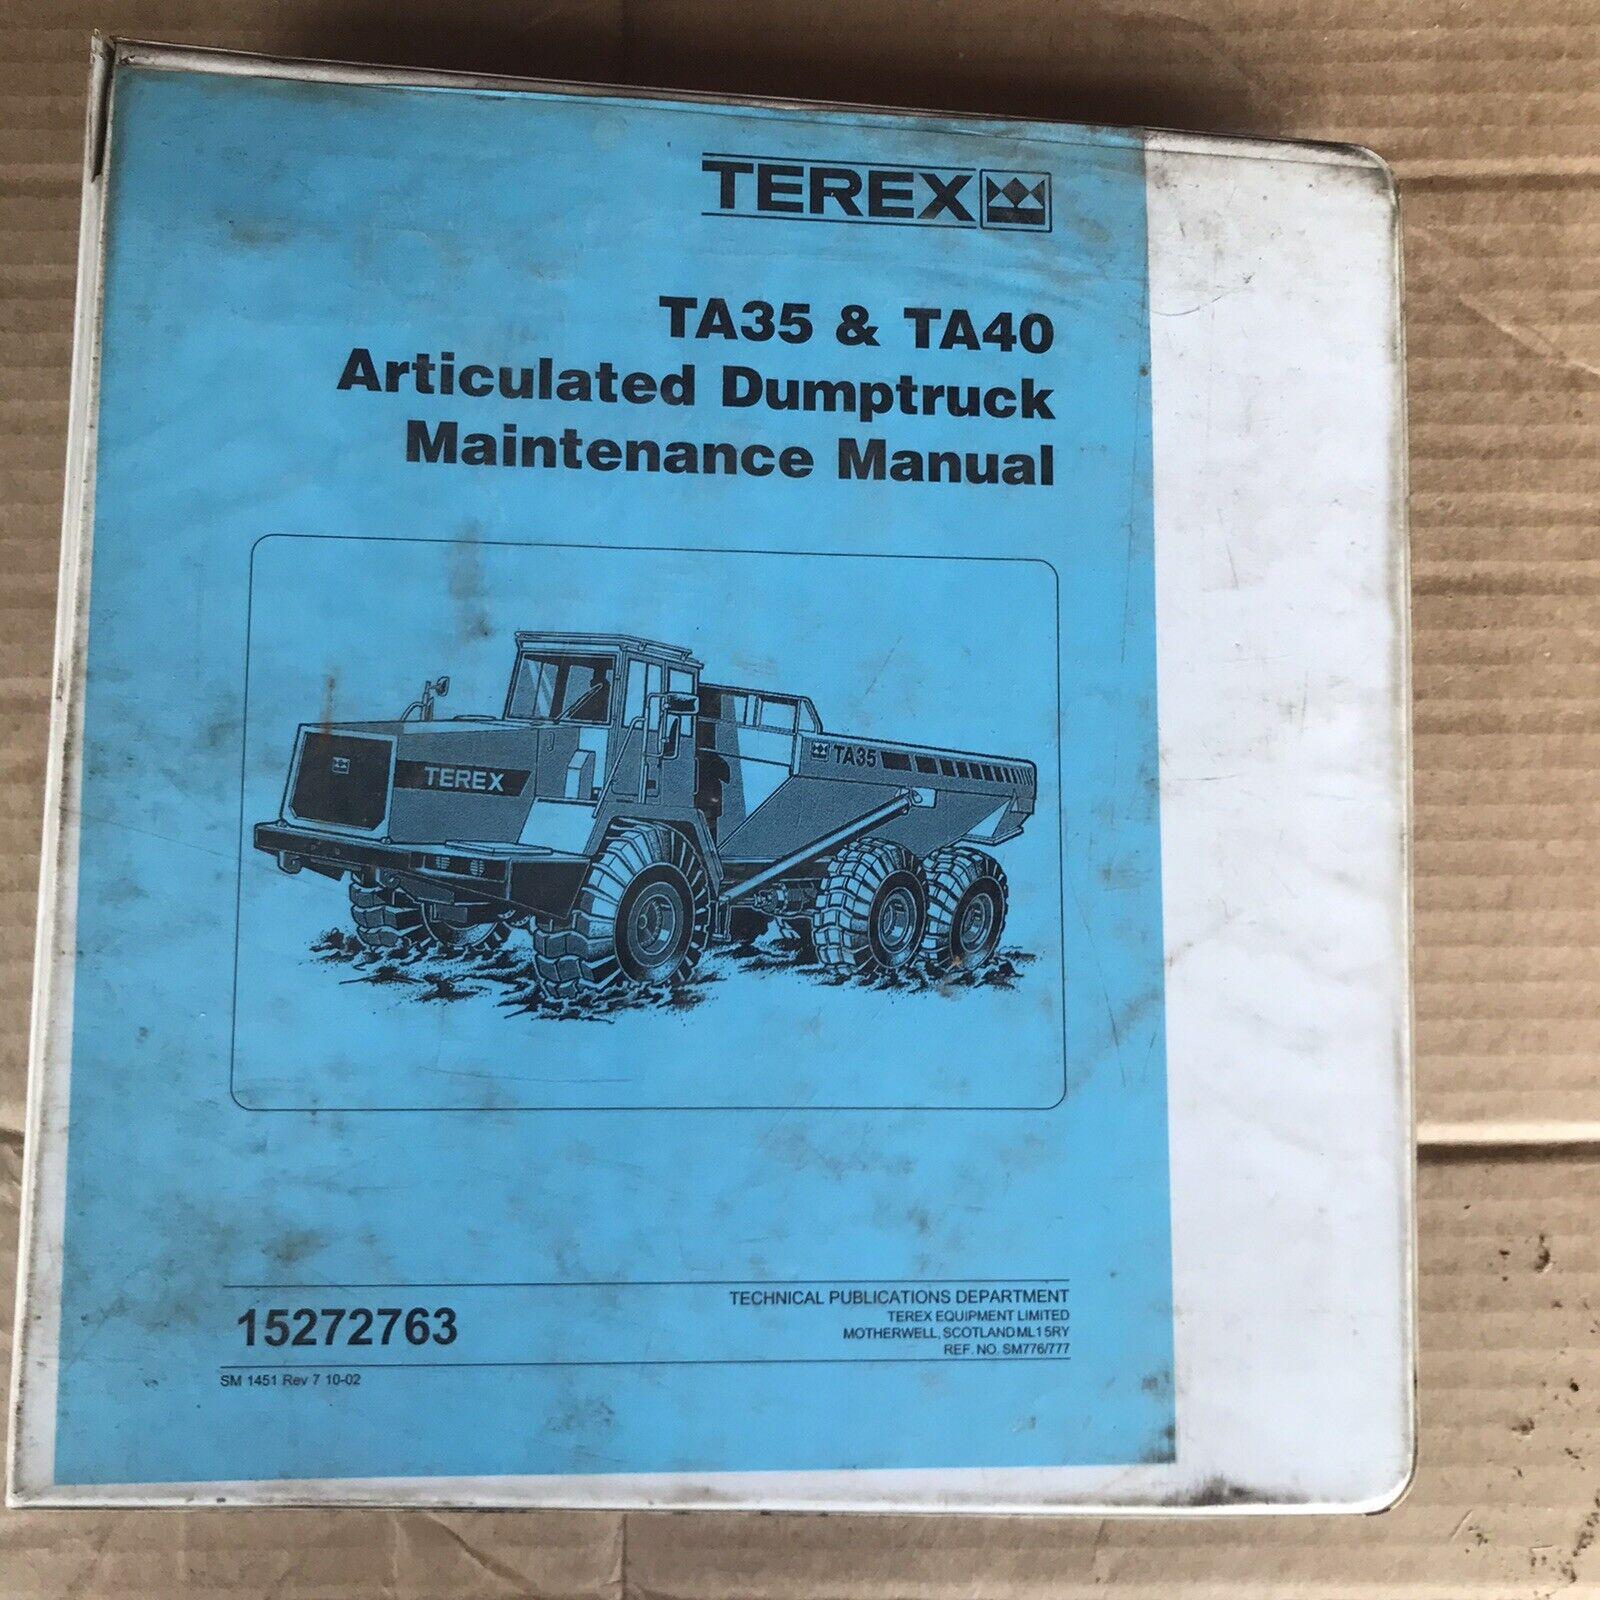 TEREX
TA35 & TA40
Articulated Dumptruck
Maintenance Manual
TEREX
TA35
15272763
TECHNICAL PUBLICATIONS DEPARTMENT
TEREX EQUIPMENT LIMITED
MOTHERWELL, SCOTLAND ML1 5RY
REF. NO. SM776/777
SM 1451 Rev 7 10-02